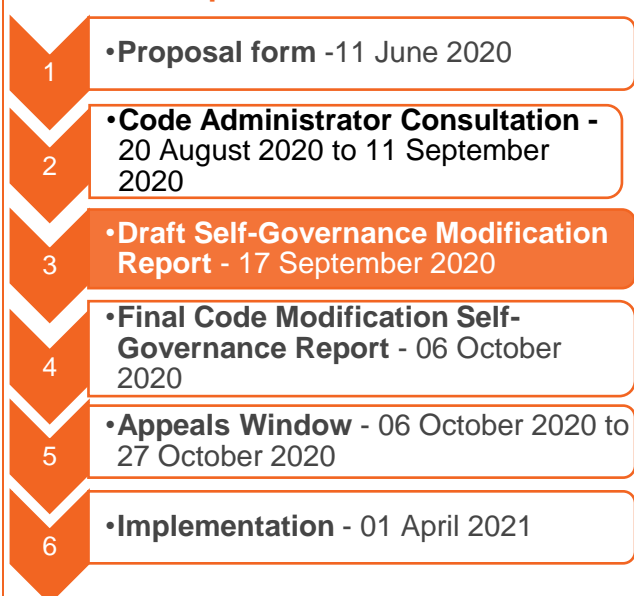 1
•Proposal form -11 June 2020
2
•Code Administrator Consultation -
20 August 2020 to 11 September
2020
3
•Draft Self-Governance Modification
Report - 17 September 2020
4
•Final Code Modification Self-
Governance Report - 06 October
2020
5
•Appeals Window - 06 October 2020 to
27 October 2020
6
•Implementation - 01 April 2021